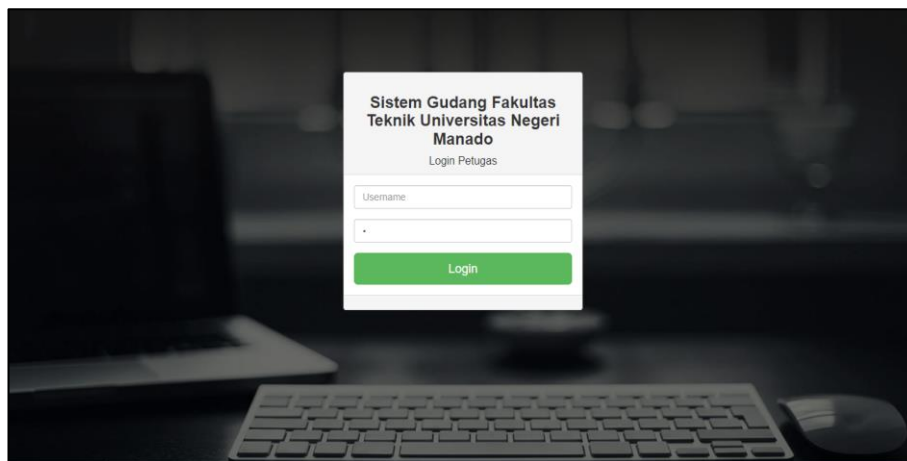 Sistem Gudang Fakultas
Teknik Universitas Negeri
Manado
Login Petugas
Username
Login